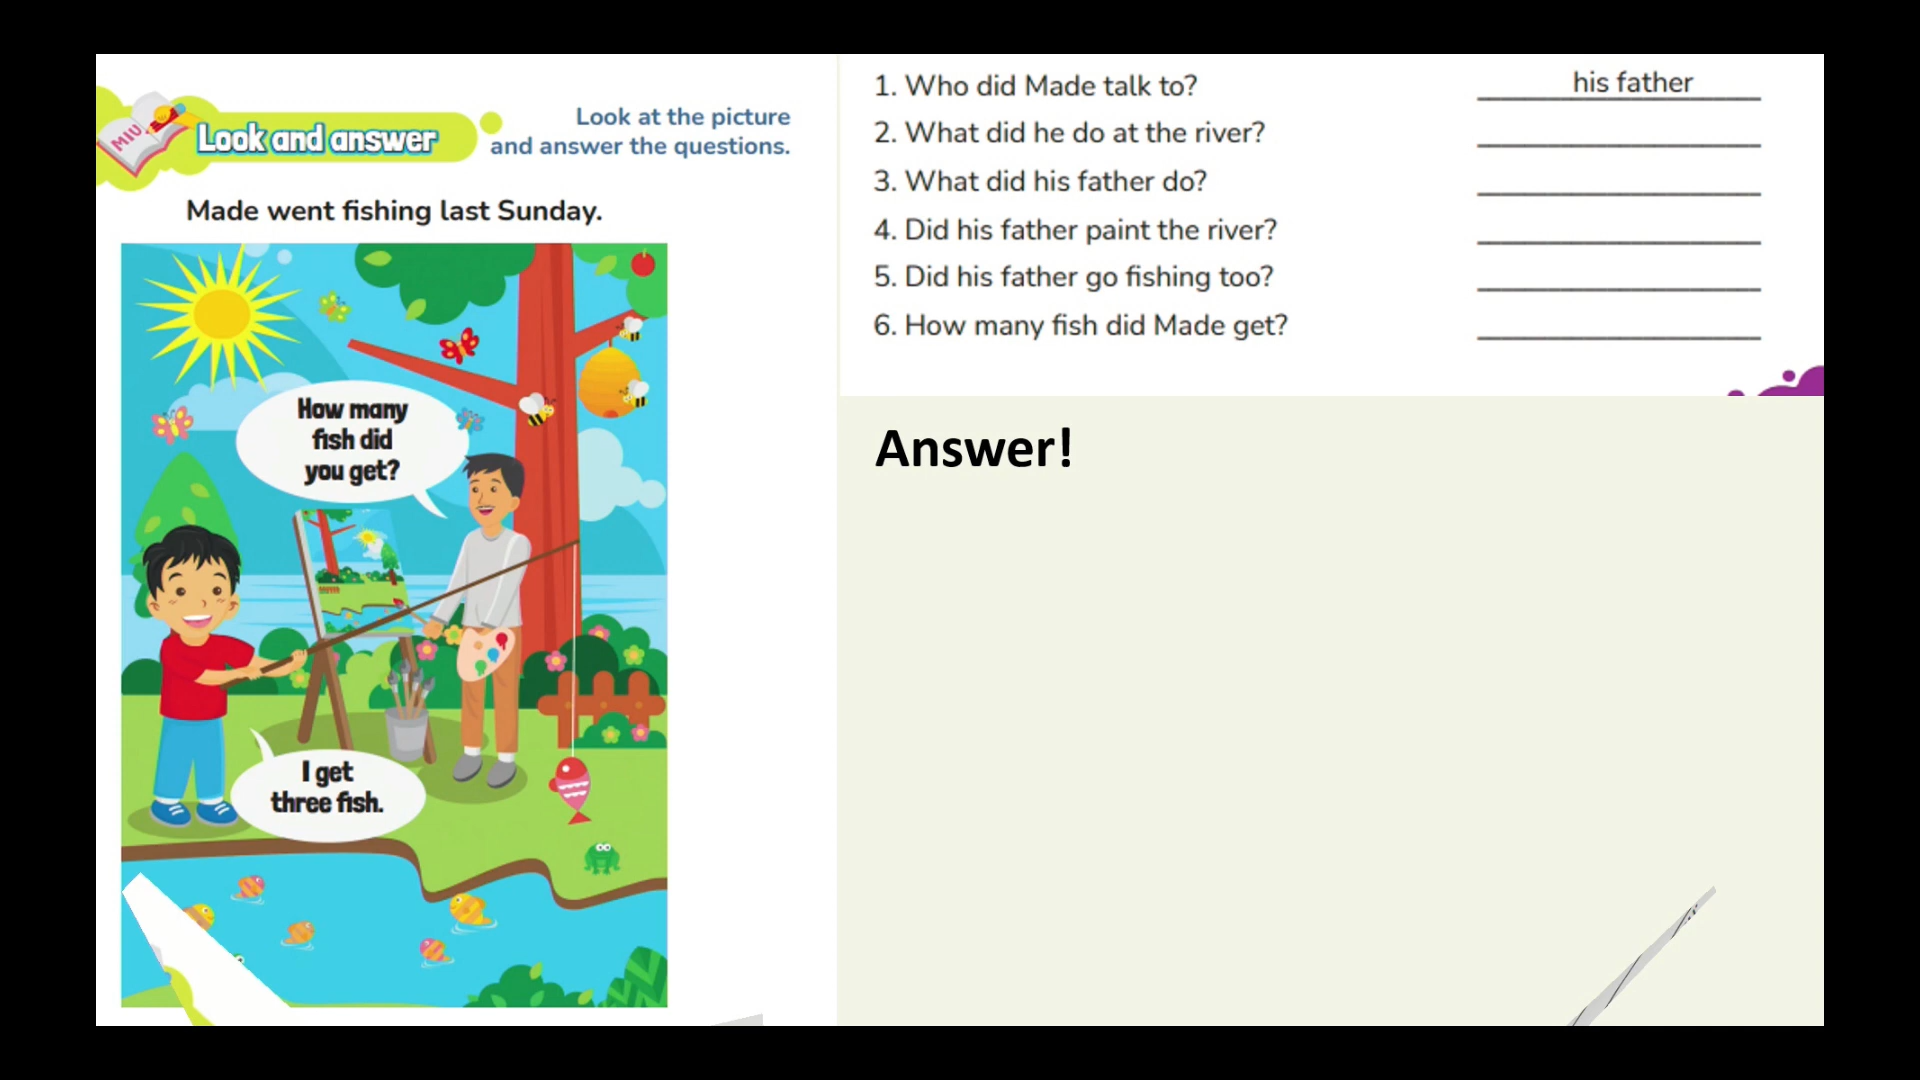 MIU
Look and answer
Look at the picture
and answer the questions.
Made went fishing last Sunday.
How many
fish did
you get?
I get
three fish.
1. Who did Made talk to? his father
2. What did he do at the river?
3. What did his father do?
4. Did his father paint the river?
5. Did his father go fishing too?
6. How many fish did Made get?
Answer!